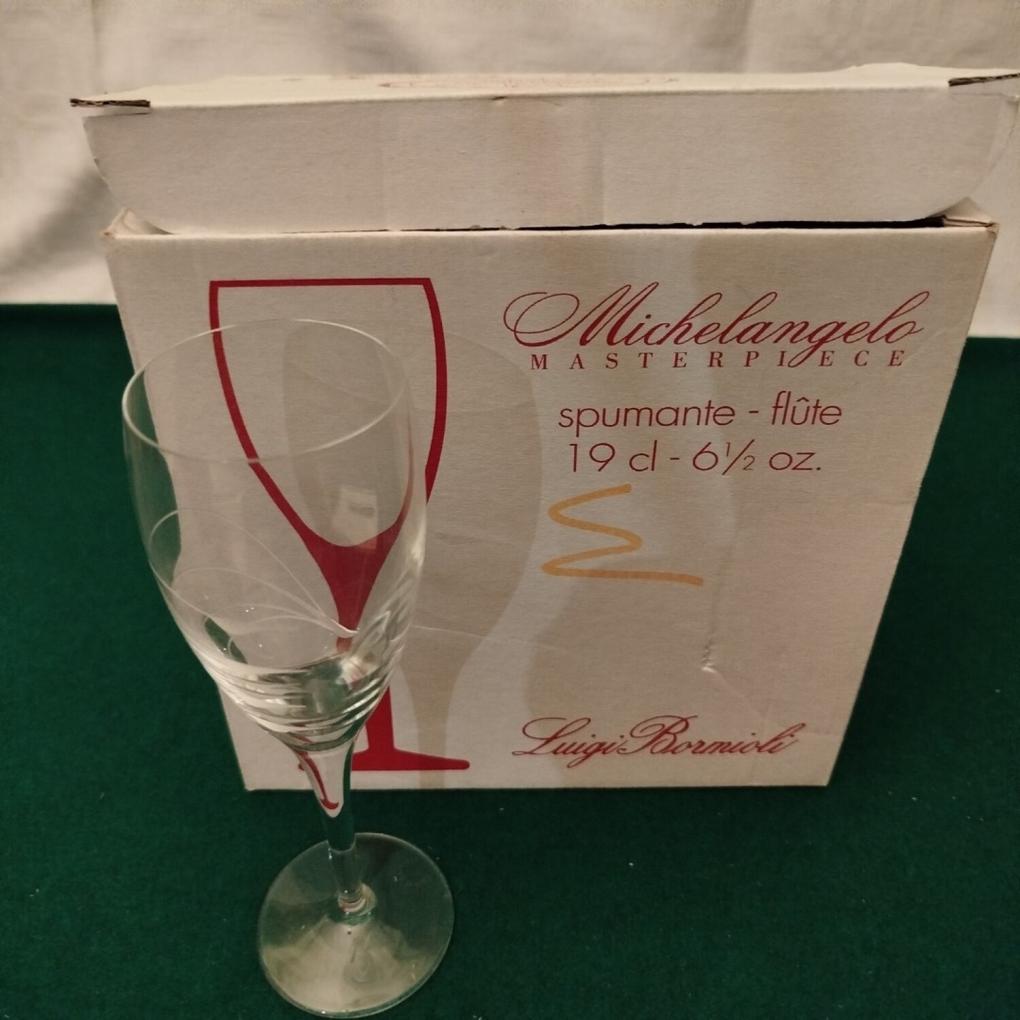 Michelangelo
MASTERPIECE
spumante - flûte
19 cl - 6½ oz.
Luigi Bormioli